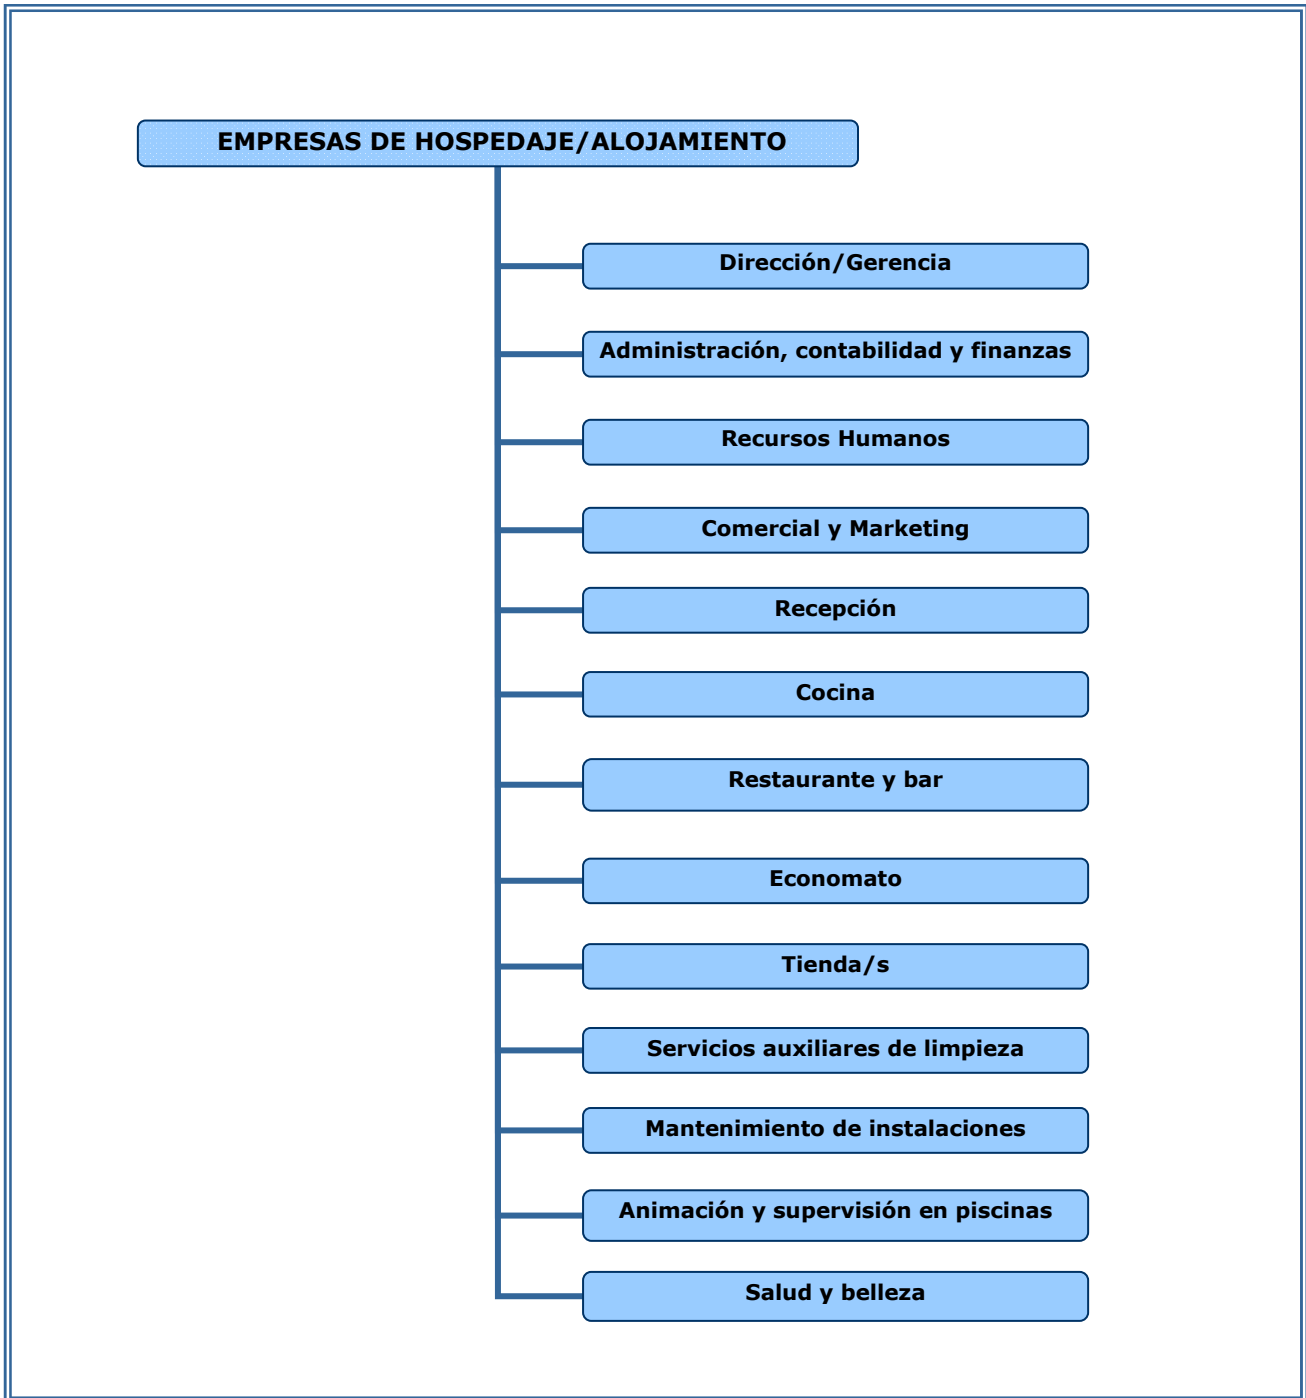 EMPRESAS DE HOSPEDAJE/ALOJAMIENTO
Dirección/Gerencia
Administración, contabilidad y finanzas
Recursos Humanos
Comercial y Marketing
Recepción
Cocina
Restaurante y bar
Economato
Tienda/s
Servicios auxiliares de limpieza
Mantenimiento de instalaciones
Animación y supervisión en piscinas
Salud y belleza